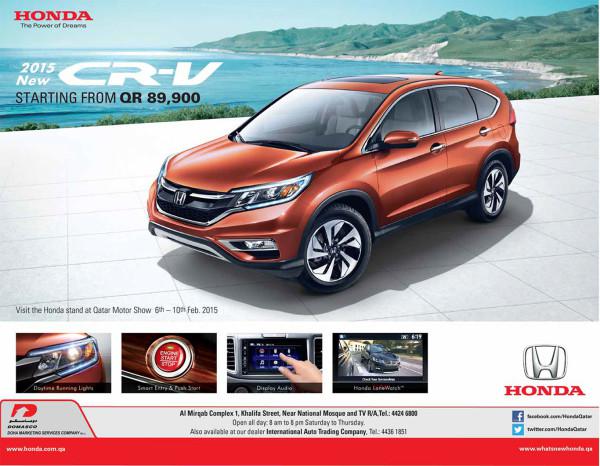 HONDA
The Power of Dreams
2015
New CR-V
STARTING FROM QR 89,900
Visit the Honda stand at Qatar Motor Show 6th – 10th Feb. 2015
ENGINE
START
STOP
Daytime Running Lights
Smart Entry & Push Start
Display Audio
Check Your Surroundings
Honda LaneWatch™
HONDA
DOMASCO
DOHA MARKETING SERVICES COMPANY
Al Mirqab Complex 1, Khalifa Street, Near National Mosque and TV R/A,Tel.: 4424 6800
Open all day: 8 am to 8 pm Saturday to Thursday.
Also available at our dealer International Auto Trading Company, Tel.: 4436 1851
facebook.com/HondaQatar
twitter.com/HondaQatar
www.honda.com.qa
www.whatsnewhonda.qa